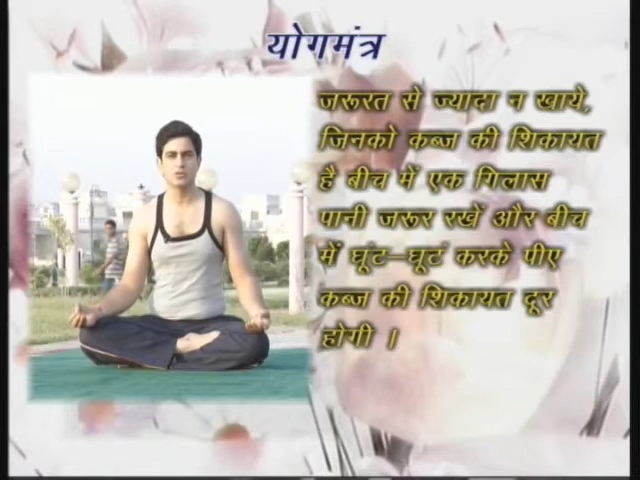 योगमंत्र
जरूरत से ज्यादा न खाये,
जिनको कब्ज की शिकायत
है बीच में एक गिलास
पानी जरूर रखें और बीच
में घूंट-घूटं करके पीए
कब्ज की शिकायत दूर
होगी ।